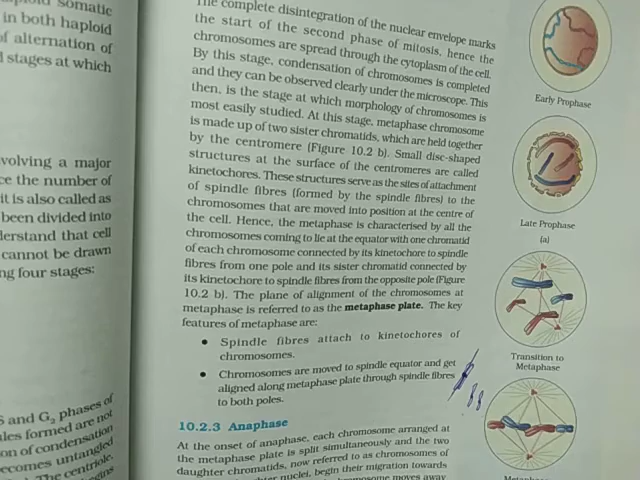 somatic
in both haploid
of alternation of
stages at which
volving a major
ce the number of
it is also called as
been divided into
derstand that cell
cannot be drawn
ng four stages:
S and G2 phases of
les formed are not
on of condensation
ecomes untangled
The centriole,
The complete disintegration of the nuclear envelope marks
the start of the second phase of mitosis, hence the
chromosomes are spread through the cytoplasm of the cell.
By this stage, condensation of chromosomes is completed
and they can be observed clearly under the microscope. This
then, is the stage at which morphology of chromosomes is
most easily studied. At this stage, metaphase chromosome
is made up of two sister chromatids, which are held together
by the centromere (Figure 10.2 b). Small disc-shaped
structures at the surface of the centromeres are called
kinetochores. These structures serve as the sites of attachment
of spindle fibres (formed by the spindle fibres) to the
chromosomes that are moved into position at the centre of
the cell. Hence, the metaphase is characterised by all the
chromosomes coming to lie at the equator with one chromatid
of each chromosome connected by its kinetochore to spindle
fibres from one pole and its sister chromatid connected by
its kinetochore to spindle fibres from the opposite pole (Figure
10.2 b). The plane of alignment of the chromosomes at
metaphase is referred to as the metaphase plate. The key
features of metaphase are:
• Spindle fibres attach to kinetochores of
chromosomes.
• Chromosomes are moved to spindle equator and get
aligned along metaphase plate through spindle fibres
to both poles.
10.2.3 Anaphase
At the onset of anaphase, each chromosome arranged at
the metaphase plate is split simultaneously and the two
daughter chromatids, now referred to as chromosomes of
nuclei, begin their migration towards
moves away
Early Prophase
Late Prophase
(a)
Transition to
Metaphase